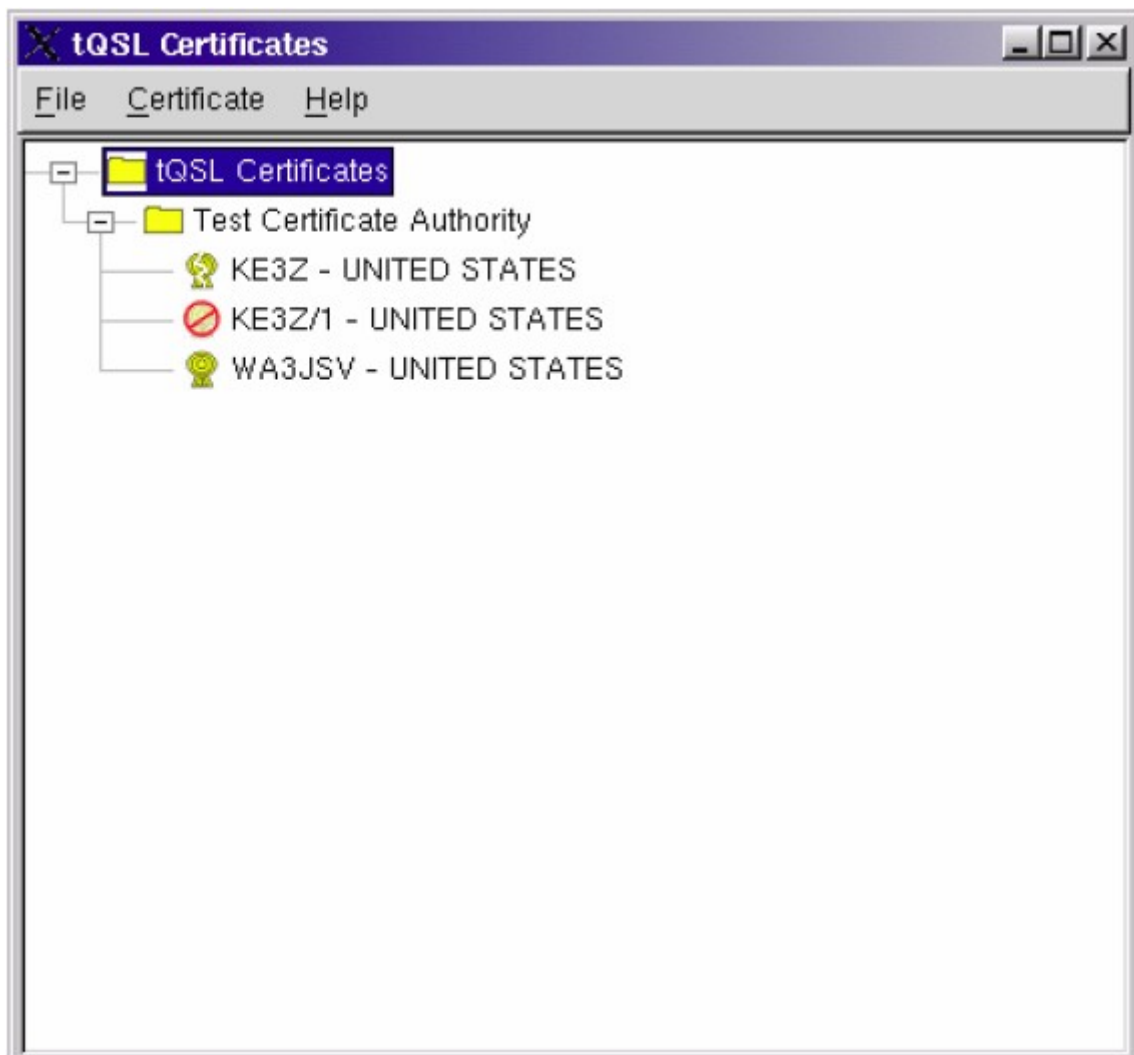 tQSL Certificates
File Certificate Help
tQSL Certificates
Test Certificate Authority
KE3Z - UNITED STATES
KE3Z/1 - UNITED STATES
WA3JSV - UNITED STATES